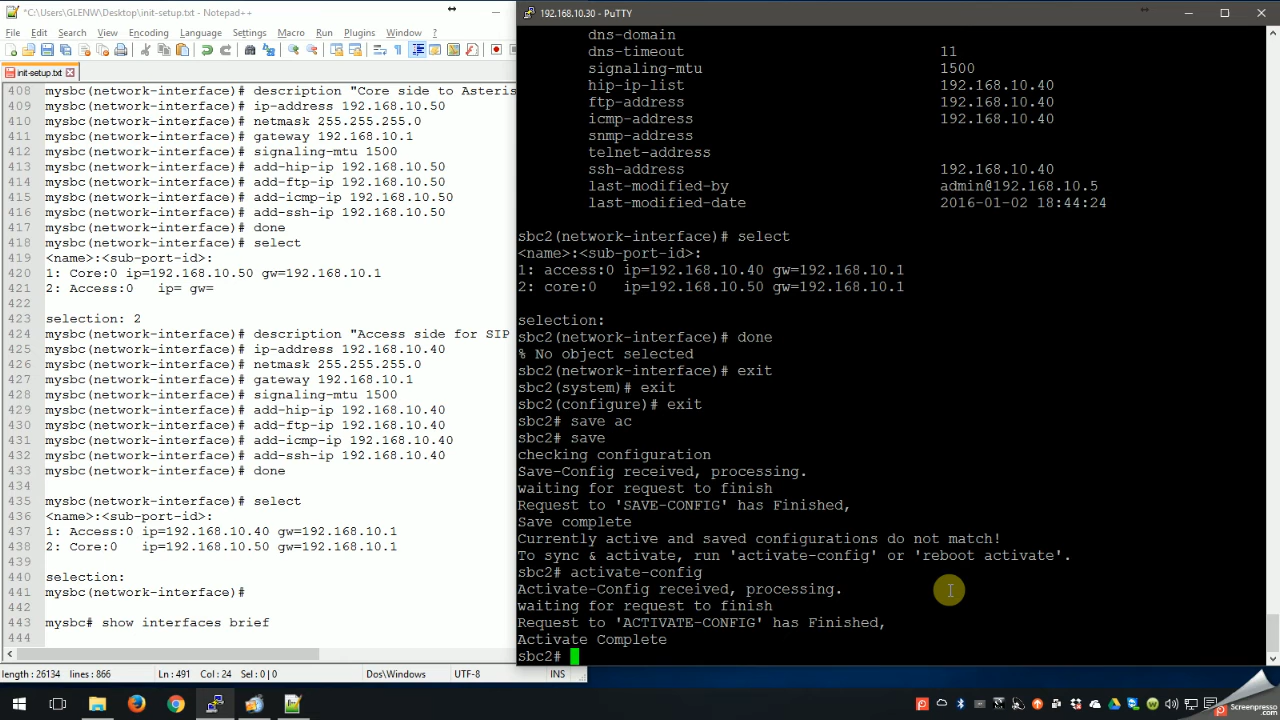 *C:\Users\GLENW\Desktop\init-setup.txt - Notepad++
File Edit Search View Encoding Language Settings Macro Run Plugins Window ?
init-setup.txt
408 mysbc(network-interface)# description "Core side to Asteris
409 mysbc(network-interface)# ip-address 192.168.10.50
410 mysbc(network-interface)# netmask 255.255.255.0
411 mysbc(network-interface)# gateway 192.168.10.1
412 mysbc(network-interface)# signaling-mtu 1500
413 mysbc(network-interface)# add-hip-ip 192.168.10.50
414 mysbc(network-interface)# add-ftp-ip 192.168.10.50
415 mysbc(network-interface)# add-icmp-ip 192.168.10.50
416 mysbc(network-interface)# add-ssh-ip 192.168.10.50
417 mysbc(network-interface)# done
418 mysbc(network-interface)# select
419 <name>:<sub-port-id>:
420 1: Core:0 ip=192.168.10.50 gw=192.168.10.1
421 2: Access:0   ip= gw=
422
423 selection: 2
424 mysbc(network-interface)# description "Access side for SIP
425 mysbc(network-interface)# ip-address 192.168.10.40
426 mysbc(network-interface)# netmask 255.255.255.0
427 mysbc(network-interface)# gateway 192.168.10.1
428 mysbc(network-interface)# signaling-mtu 1500
429 mysbc(network-interface)# add-hip-ip 192.168.10.40
430 mysbc(network-interface)# add-ftp-ip 192.168.10.40
431 mysbc(network-interface)# add-icmp-ip 192.168.10.40
432 mysbc(network-interface)# add-ssh-ip 192.168.10.40
433 mysbc(network-interface)# done
434
435 mysbc(network-interface)# select
436 <name>:<sub-port-id>:
437 1: Access:0 ip=192.168.10.40 gw=192.168.10.1
438 2: Core:0   ip=192.168.10.50 gw=192.168.10.1
439
440 selection:
441 mysbc(network-interface)#
442
443 mysbc# show interfaces brief
444
length : 26134 lines : 866 Ln : 491 Col : 24 Sel : 0 | 0 Dos\Windows UTF-8 INS
192.168.10.30 - PuTTY
dns-domain
dns-timeout 11
signaling-mtu 1500
hip-ip-list 192.168.10.40
ftp-address 192.168.10.40
icmp-address 192.168.10.40
snmp-address
telnet-address
ssh-address 192.168.10.40
last-modified-by admin@192.168.10.5
last-modified-date 2016-01-02 18:44:24
sbc2(network-interface)# select
<name>:<sub-port-id>:
1: access:0 ip=192.168.10.40 gw=192.168.10.1
2: core:0   ip=192.168.10.50 gw=192.168.10.1
selection:
sbc2(network-interface)# done
% No object selected
sbc2(network-interface)# exit
sbc2(system)# exit
sbc2(configure)# exit
sbc2# save ac
sbc2# save
checking configuration
Save-Config received, processing.
waiting for request to finish
Request to 'SAVE-CONFIG' has Finished,
Save complete
Currently active and saved configurations do not match!
To sync & activate, run 'activate-config' or 'reboot activate'.
sbc2# activate-config
Activate-Config received, processing.
waiting for request to finish
Request to 'ACTIVATE-CONFIG' has Finished,
Activate Complete
sbc2#
Screenpresso
.com